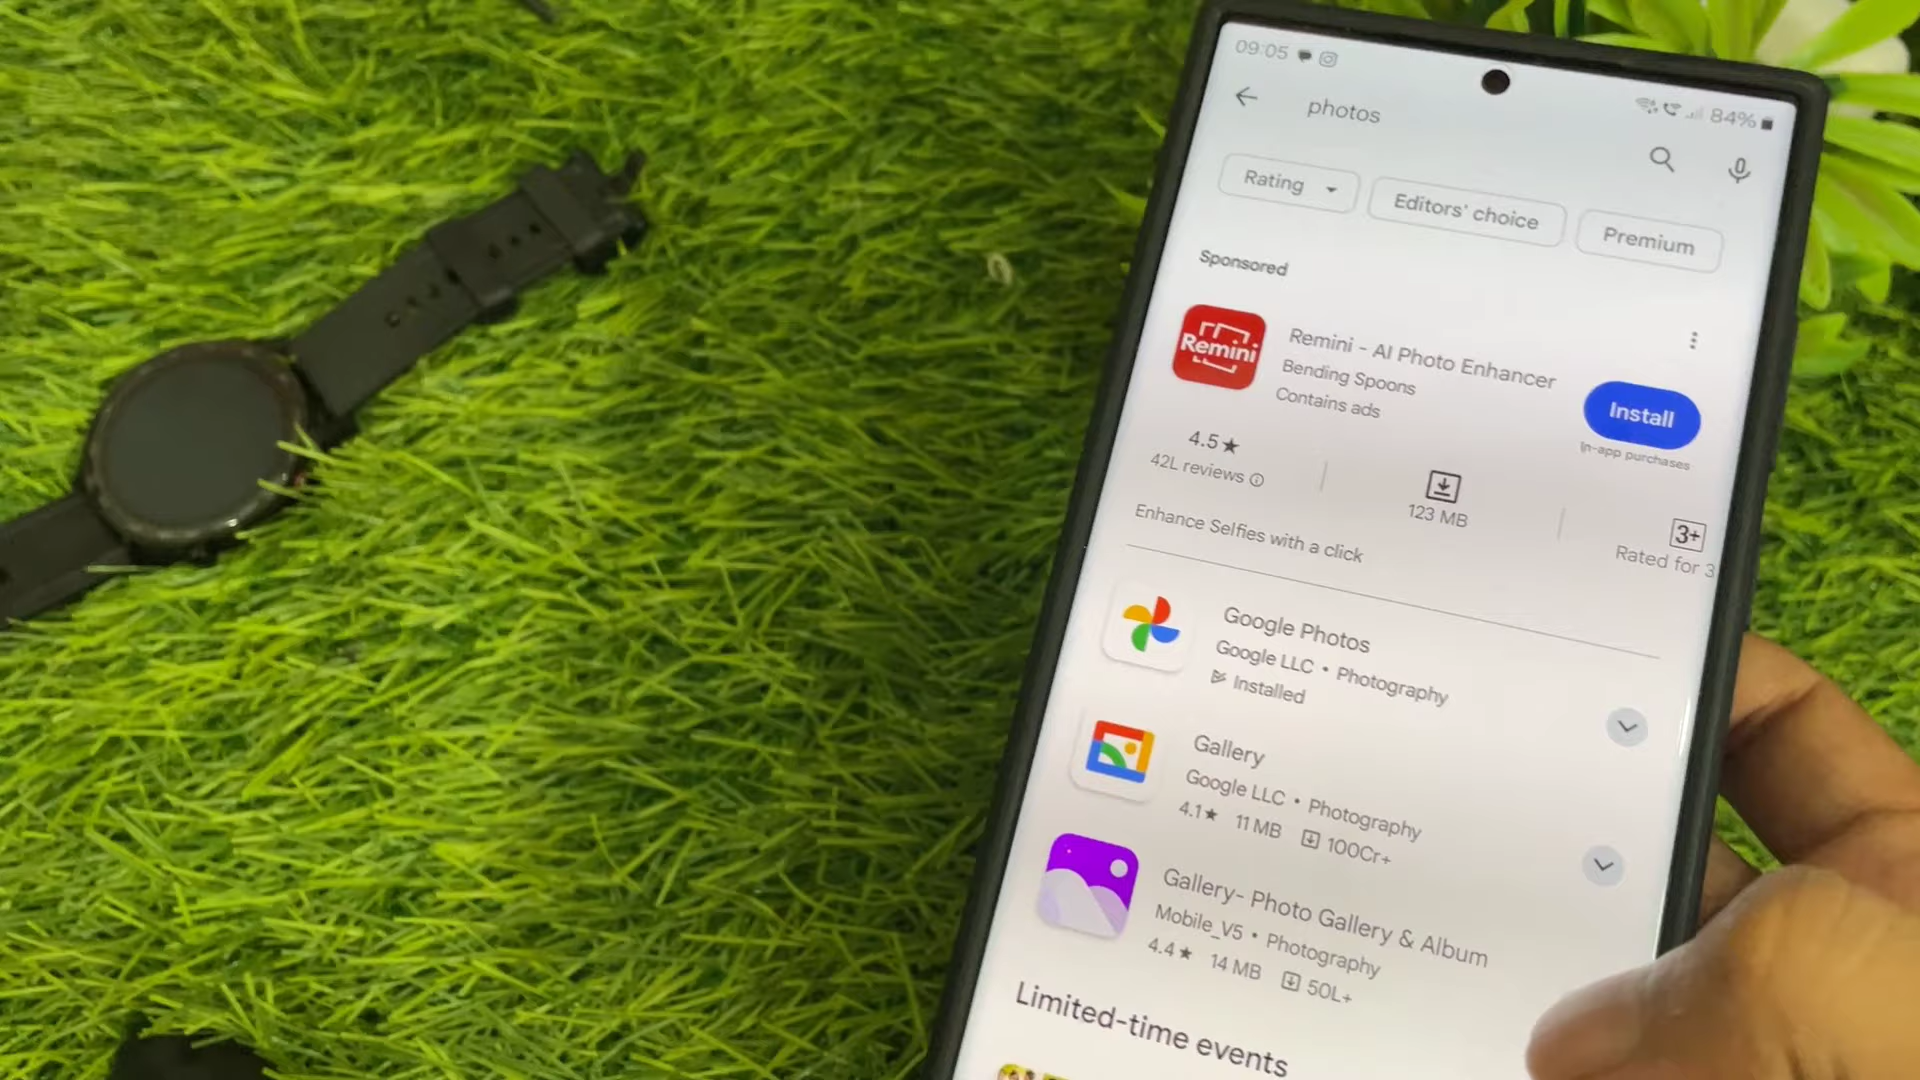 09:05
84%
photos
Rating
Editors' choice
Premium
Sponsored
Remini
Remini - AI Photo Enhancer
Bending Spoons
Contains ads
Install
In-app purchases
4.5★
42L reviews
123 MB
3+
Rated for 3
Enhance Selfies with a click
Google Photos
Google LLC • Photography
Installed
Gallery
Google LLC • Photography
4.1★ 11 MB 100Cr+
Gallery- Photo Gallery & Album
Mobile_V5 • Photography
4.4★ 14 MB 50L+
Limited-time events